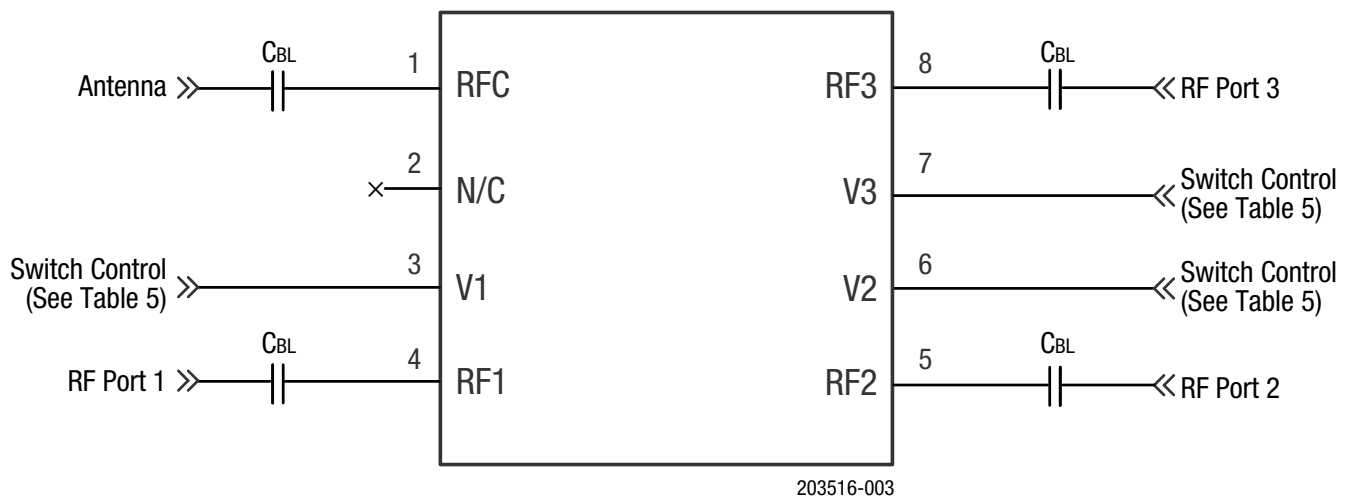 CBL
Antenna
1
RFC
2
N/C
Switch Control
(See Table 5)
3
V1
CBL
RF Port 1
4
RF1
RF3
8
CBL
RF Port 3
V3
7
Switch Control
(See Table 5)
V2
6
Switch Control
(See Table 5)
RF2
5
CBL
RF Port 2
203516-003